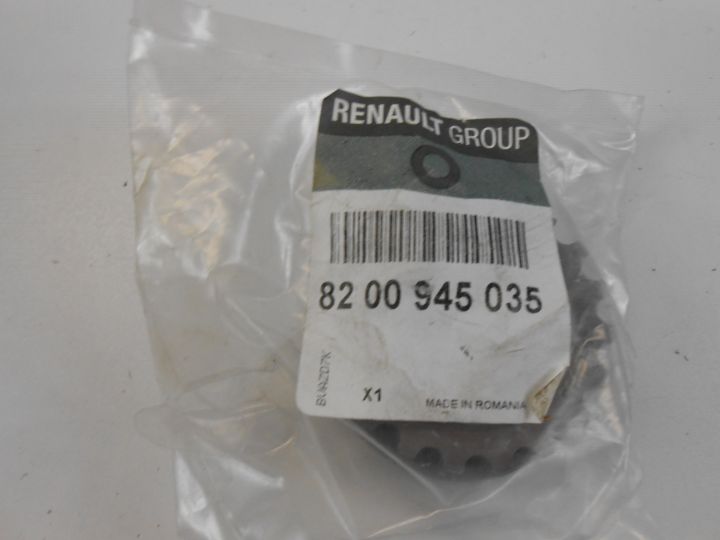 RENAULT GROUP
82 00 945 035
X1
MADE IN ROMANIA